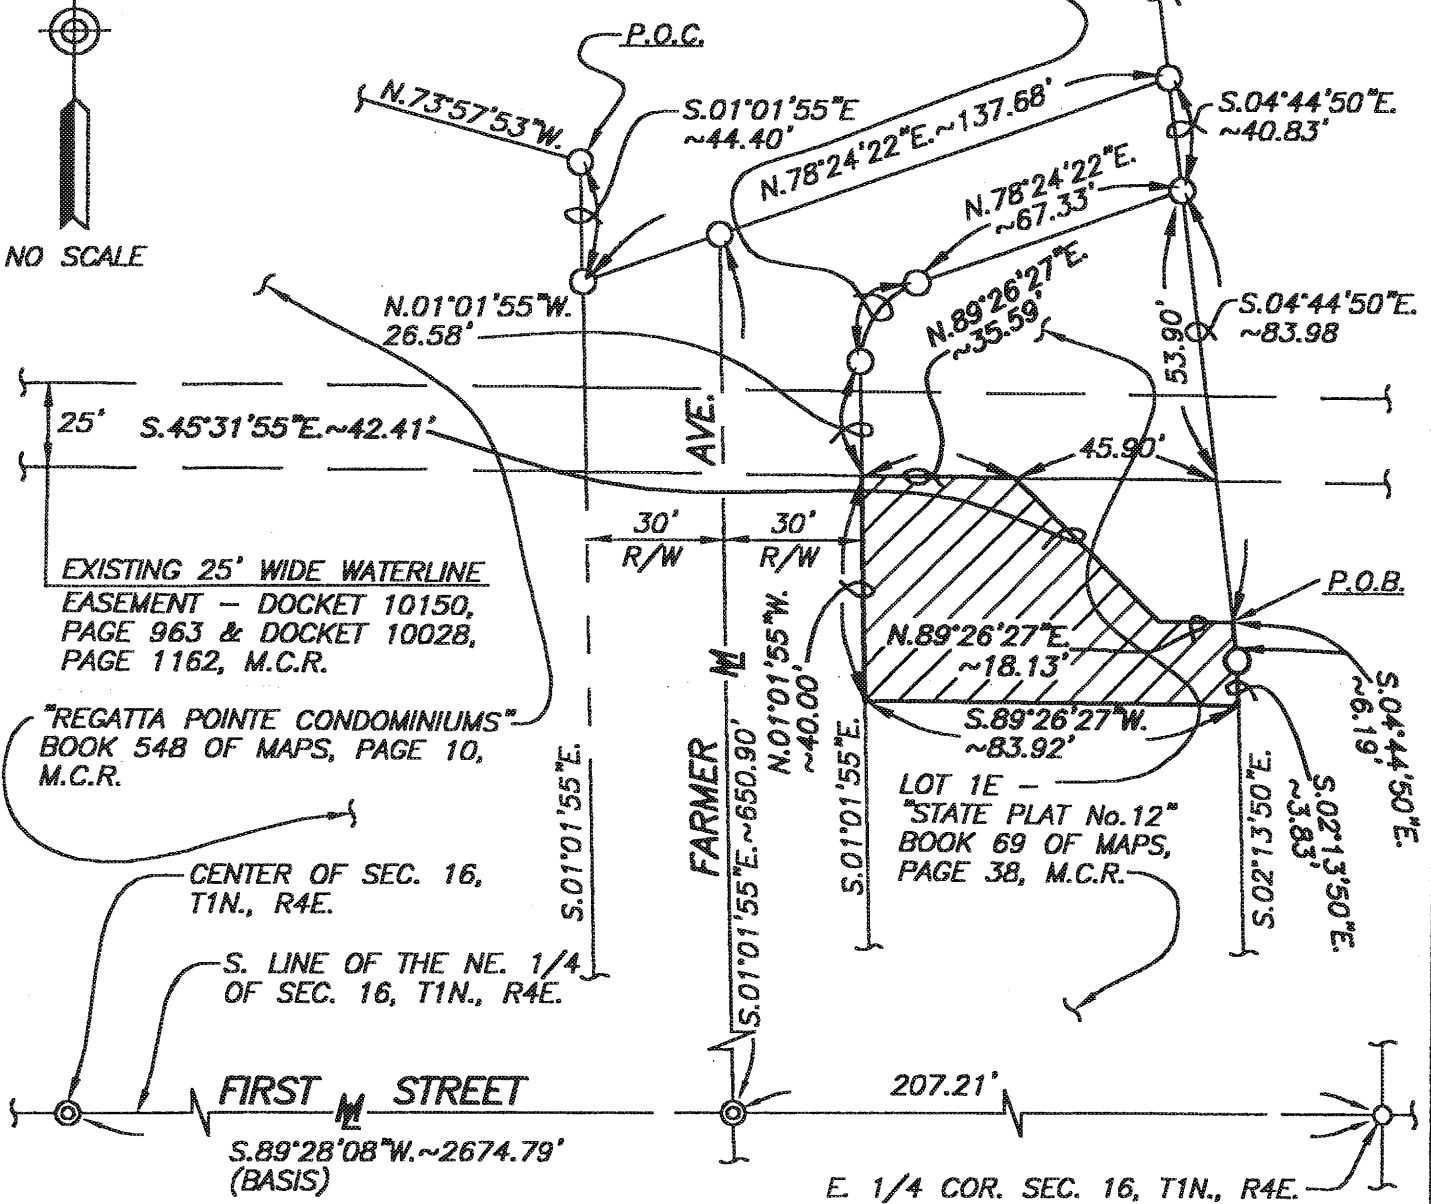 P.O.C.
N.73°57'53"W.
S.01°01'55"E
~44.40'
N.78°24'22"E.~137.68'
S.04°44'50"E.
~40.83'
N.78°24'22"E.
~67.33'
NO SCALE
N.01°01'55"W.
26.58'
N.89°26'27"E.
~35.59'
53.90'
S.04°44'50"E.
~83.98
25'
S.45°31'55"E.~42.41'
AVE.
45.90'
30'
R/W
30'
R/W
EXISTING 25' WIDE WATERLINE
EASEMENT – DOCKET 10150,
PAGE 963 & DOCKET 10028,
PAGE 1162, M.C.R.
P.O.B.
N.89°26'27"E.
~18.13'
N.01°01'55"W.
~40.00'
S.89°26'27"W.
~83.92'
S.04°44'50"E.
~6.19'
S.02°13'50"E.
~3.83'
"REGATTA POINTE CONDOMINIUMS"
BOOK 548 OF MAPS, PAGE 10,
M.C.R.
S.01°01'55"E.
FARMER
S.01°01'55"E.~650.90'
S.01°01'55"E.
LOT 1E –
"STATE PLAT No.12"
BOOK 69 OF MAPS,
PAGE 38, M.C.R.
S.02°13'50"E.
CENTER OF SEC. 16,
T1N., R4E.
S. LINE OF THE NE. 1/4
OF SEC. 16, T1N., R4E.
FIRST STREET
207.21'
S.89°28'08"W.~2674.79'
(BASIS)
E. 1/4 COR. SEC. 16, T1N., R4E.